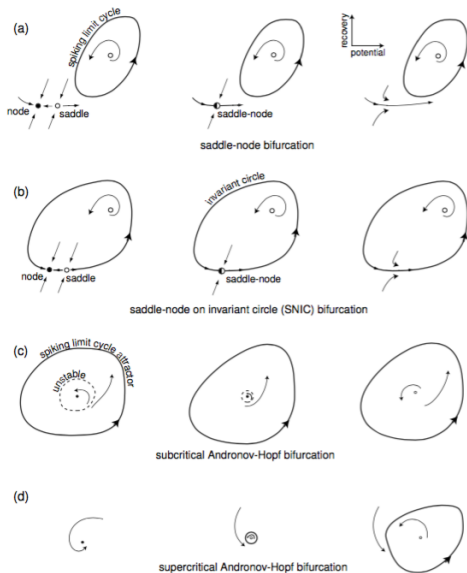 (a)
spiking limit cycle
node
saddle
saddle-node
recovery
potential
saddle-node bifurcation
(b)
invariant circle
node
saddle
saddle-node
saddle-node on invariant circle (SNIC) bifurcation
(c)
spiking limit cycle attractor
unstable
subcritical Andronov-Hopf bifurcation
(d)
supercritical Andronov-Hopf bifurcation